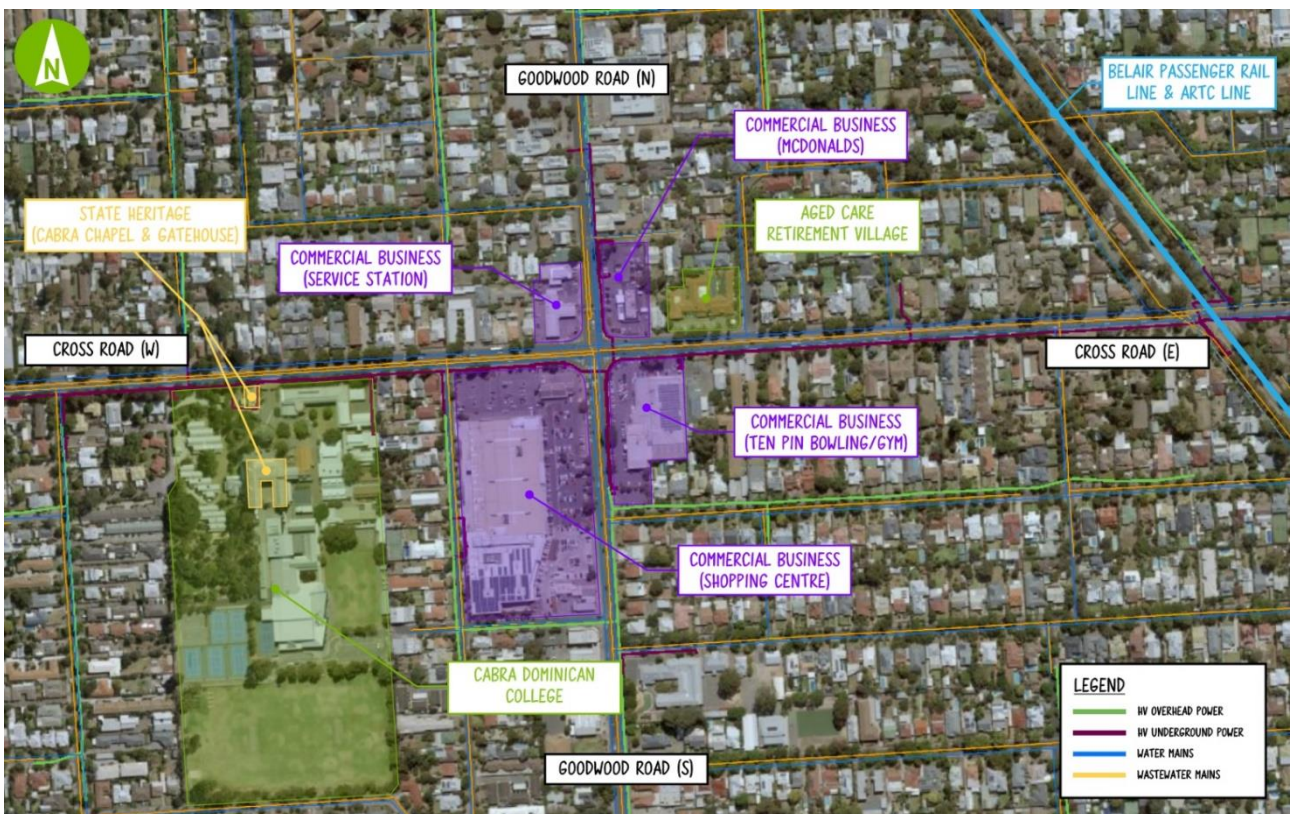 N
GOODWOOD ROAD (N)
BELAIR PASSENGER RAIL
LINE & ARTC LINE
COMMERCIAL BUSINESS
(MCDONALDS)
STATE HERITAGE
(CABRA CHAPEL & GATEHOUSE)
AGED CARE
RETIREMENT VILLAGE
COMMERCIAL BUSINESS
(SERVICE STATION)
CROSS ROAD (W)
CROSS ROAD (E)
COMMERCIAL BUSINESS
(TEN PIN BOWLING/GYM)
COMMERCIAL BUSINESS
(SHOPPING CENTRE)
CABRA DOMINICAN
COLLEGE
GOODWOOD ROAD (S)
LEGEND
HV OVERHEAD POWER
HV UNDERGROUND POWER
WATER MAINS
WASTEWATER MAINS